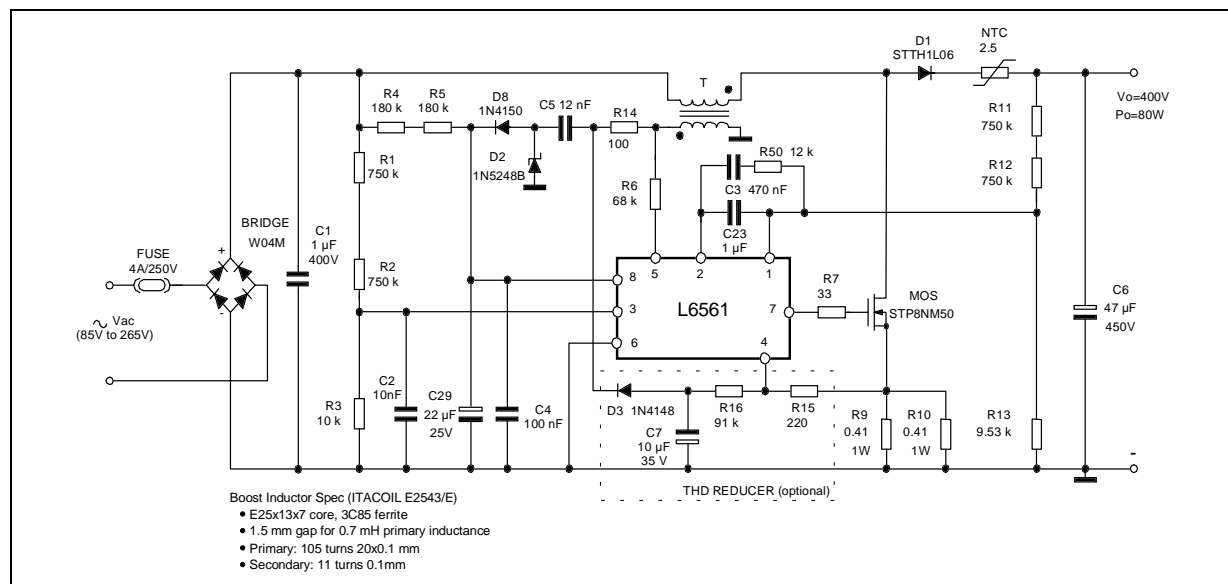 D1
STTH1L06
NTC
2.5
T
R4
180 k
R5
180 k
D8
1N4150
C5 12 nF
R14
100
Vo=400V
Po=80W
R11
750 k
R50 12 k
D2
1N5248B
R1
750 k
R12
750 k
R6
68 k
C3 470 nF
BRIDGE
W04M
FUSE
4A/250V
C1
1 µF
400V
C23
1 µF
+
-
R2
750 k
5
2
1
8
3
6
L6561
7
4
R7
33
MOS
STP8NM50
C6
47 µF
450V
Vac
(85V to 265V)
R3
10 k
C2
10nF
C29
22 µF
25V
C4
100 nF
D3 1N4148
R16
91 k
R15
220
C7
10 µF
35 V
R9
0.41
1W
R10
0.41
1W
R13
9.53 k
-
THD REDUCER (optional)
Boost Inductor Spec (ITACOIL E2543/E)
• E25x13x7 core, 3C85 ferrite
• 1.5 mm gap for 0.7 mH primary inductance
• Primary: 105 turns 20x0.1 mm
• Secondary: 11 turns 0.1mm